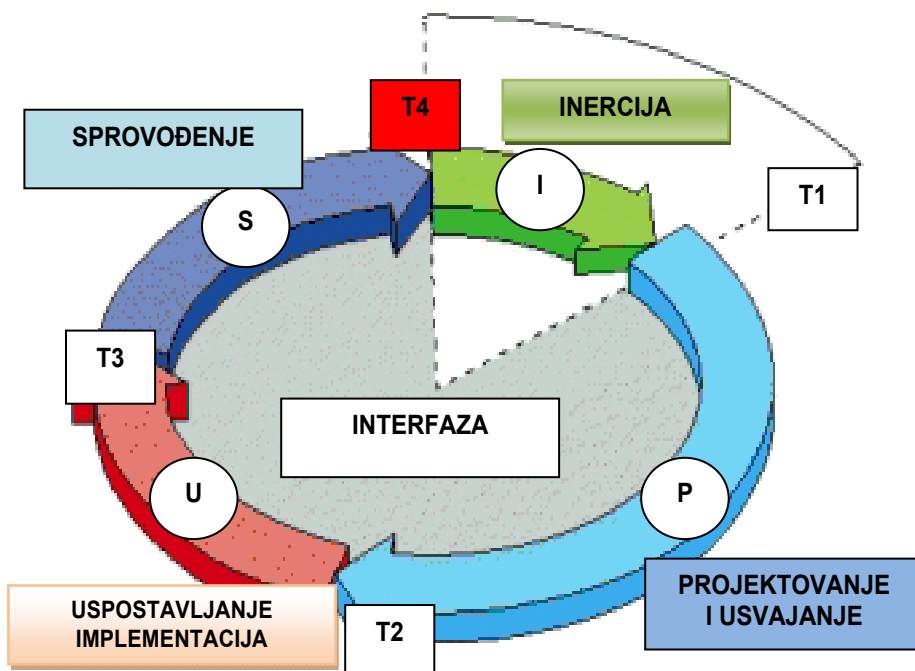 T4
INERCIJA
SPROVOĐENJE
I
T1
S
T3
INTERFAZA
U
P
PROJEKTOVANJE
I USVAJANJE
USPOSTAVLJANJE
IMPLEMENTACIJA
T2